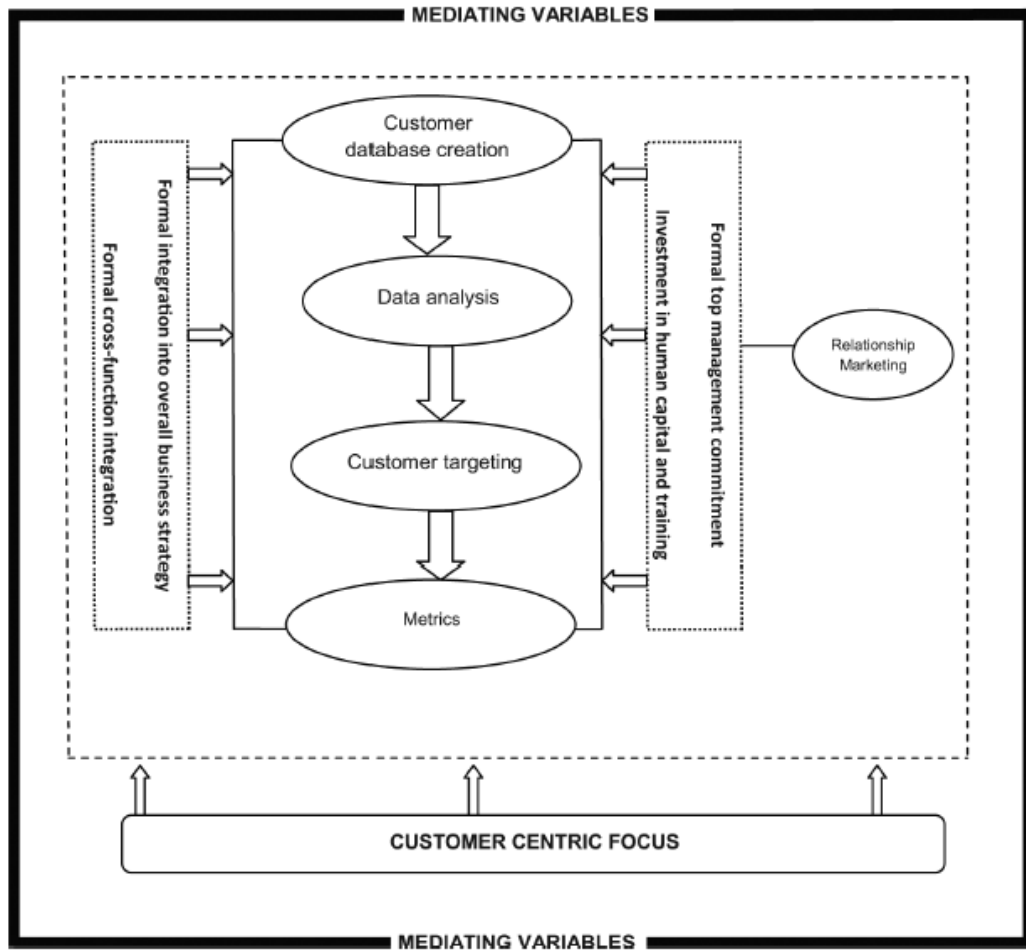 MEDIATING VARIABLES
Customer
database creation
Formal integration into overall business strategy
Formal cross-function integration
Formal top management commitment
Investment in human capital and training
Data analysis
Relationship
Marketing
Customer targeting
Metrics
CUSTOMER CENTRIC FOCUS
MEDIATING VARIABLES